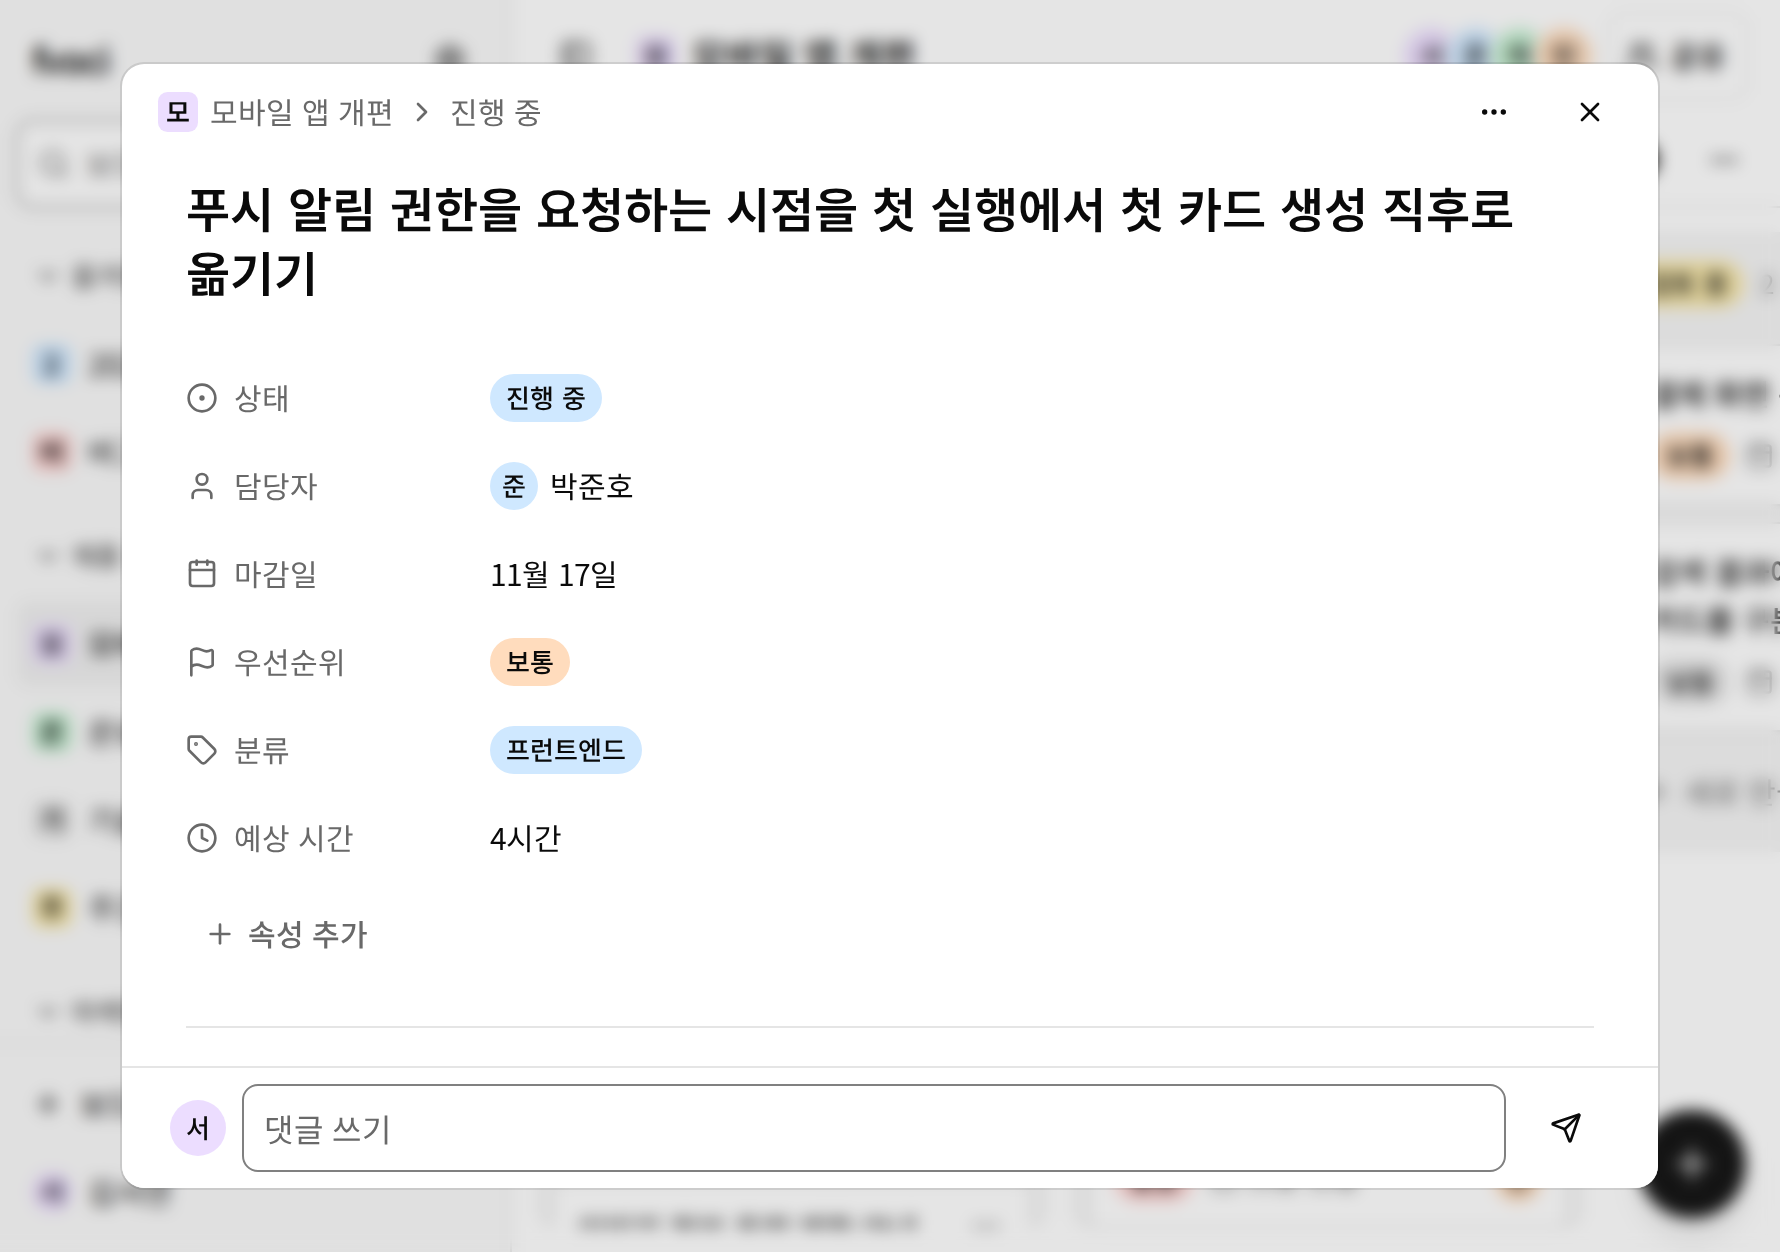 모 모바일 앱 개편 > 진행 중
푸시 알림 권한을 요청하는 시점을 첫 실행에서 첫 카드 생성 직후로
옮기기
상태 진행 중
담당자 준 박준호
마감일 11월 17일
우선순위 보통
분류 프런트엔드
예상 시간 4시간
속성 추가
서 댓글 쓰기